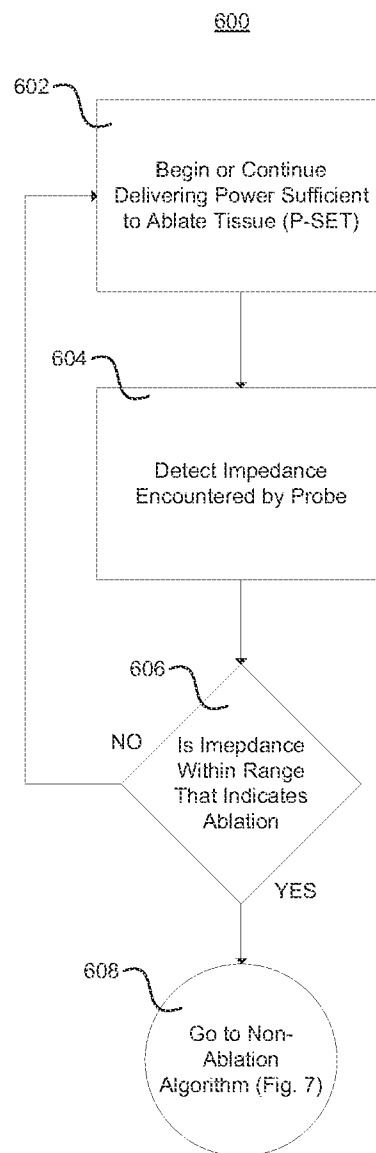 600
602
Begin or Continue
Delivering Power Sufficient
to Ablate Tissue (P-SET)
604
Detect Impedance
Encountered by Probe
606
NO
Is Imepdance
Within Range
That Indicates
Ablation
YES
608
Go to Non-
Ablation
Algorithm (Fig. 7)